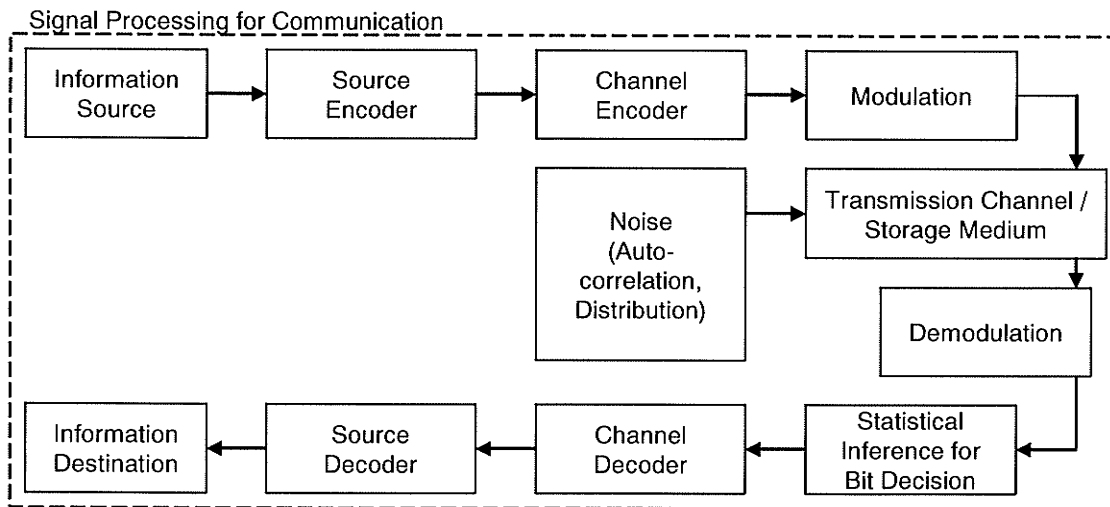 Signal Processing for Communication
Information
Source
Source
Encoder
Channel
Encoder
Modulation
Noise
(Auto-
correlation,
Distribution)
Transmission Channel /
Storage Medium
Demodulation
Information
Destination
Source
Decoder
Channel
Decoder
Statistical
Inference for
Bit Decision